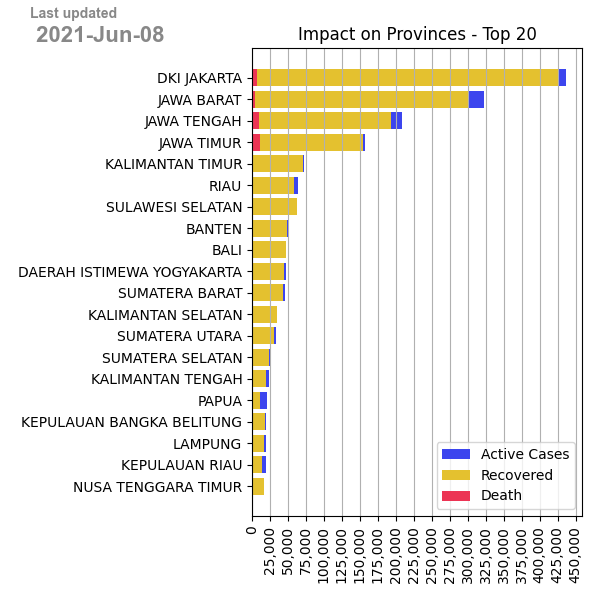 Last updated
2021-Jun-08
Impact on Provinces - Top 20
DKI JAKARTA
JAWA BARAT
JAWA TENGAH
JAWA TIMUR
KALIMANTAN TIMUR
RIAU
SULAWESI SELATAN
BANTEN
BALI
DAERAH ISTIMEWA YOGYAKARTA
SUMATERA BARAT
KALIMANTAN SELATAN
SUMATERA UTARA
SUMATERA SELATAN
KALIMANTAN TENGAH
PAPUA
KEPULAUAN BANGKA BELITUNG
LAMPUNG
KEPULAUAN RIAU
NUSA TENGGARA TIMUR
Active Cases
Recovered
Death
0
25,000
50,000
75,000
100,000
125,000
150,000
175,000
200,000
225,000
250,000
275,000
300,000
325,000
350,000
375,000
400,000
425,000
450,000